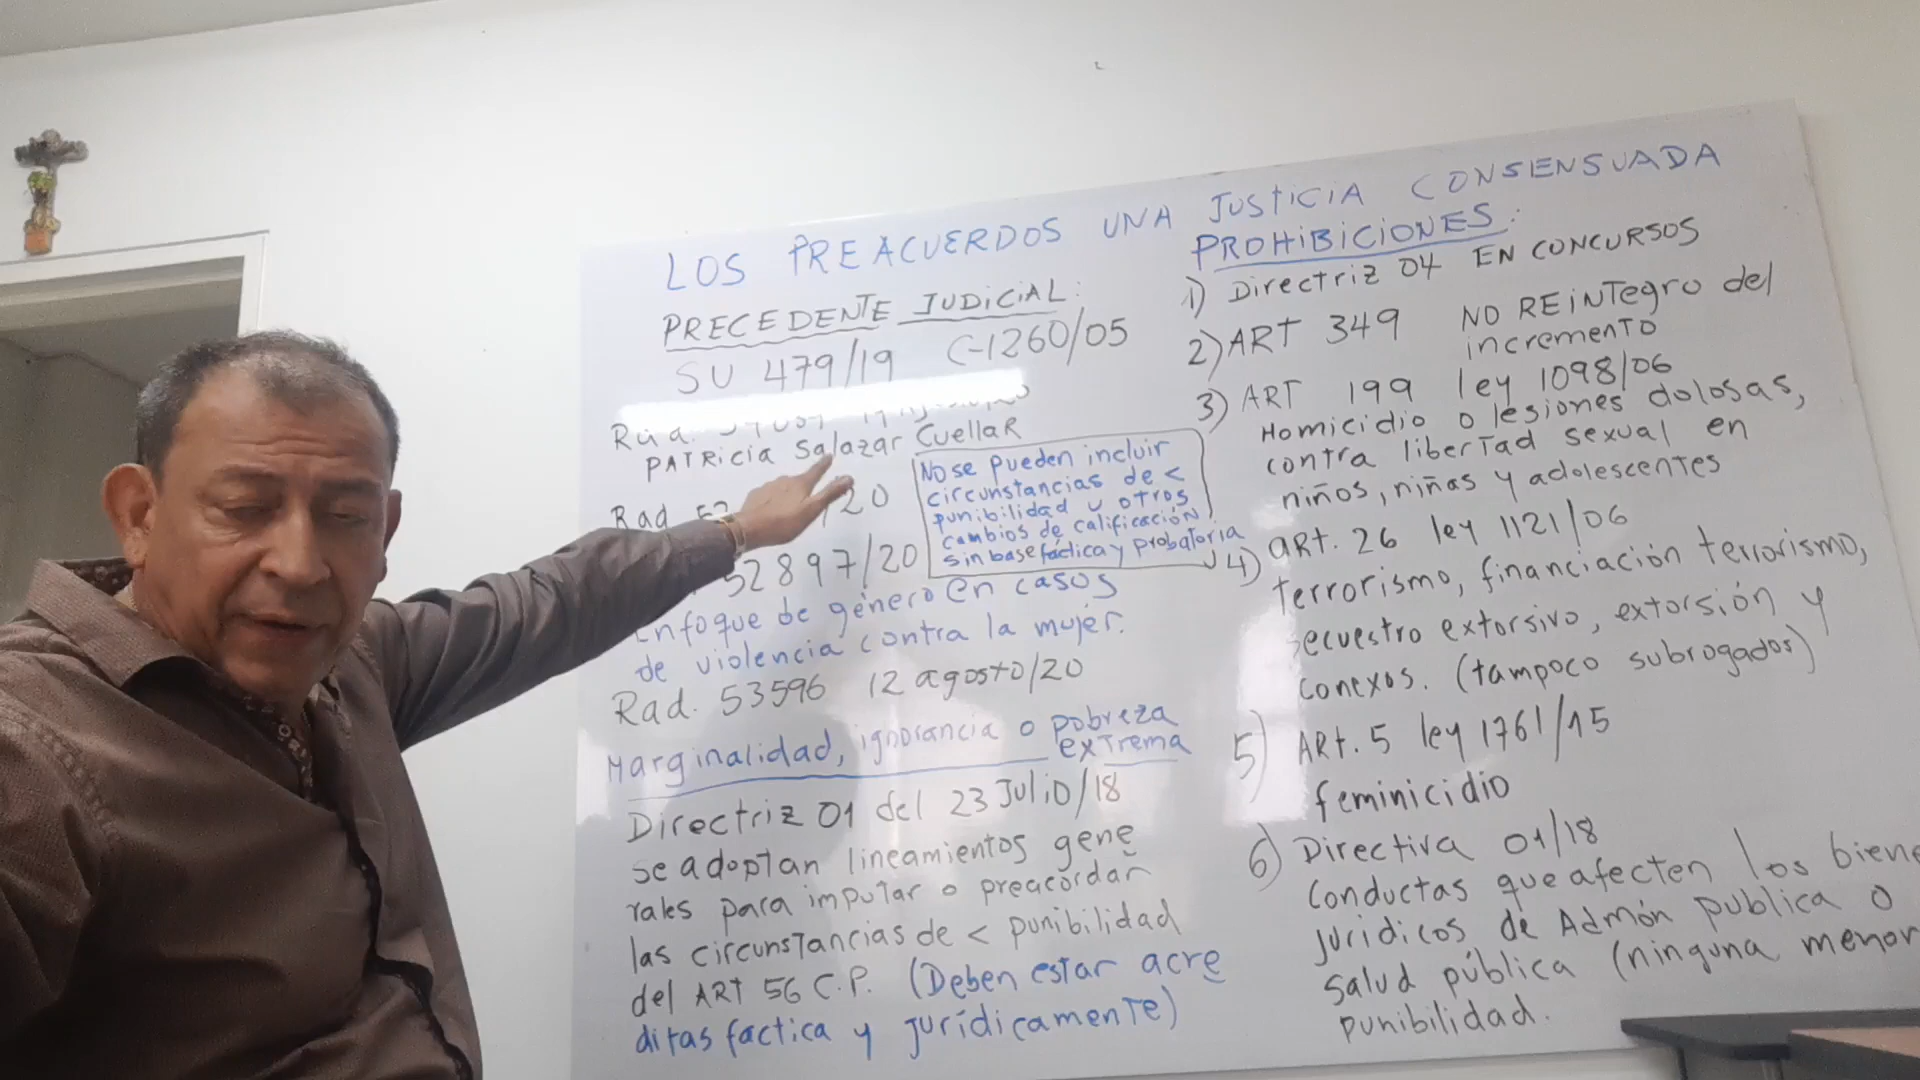 LOS PREACUERDOS UNA JUSTICIA CONSENSUADA
PRECEDENTE JUDICIAL:
SU 479/19 C-1260/05
Rad.
PATRICIA Salazar Cuellar
Rad. /20
52897/20
No se pueden incluir
circunstancias de <
punibilidad u otros
cambios de calificación
sin base fáctica y probatoria
Enfoque de género en casos
de violencia contra la mujer.
Rad. 53596 12 agosto/20
Marginalidad, ignorancia o pobreza
extrema
Directriz 01 del 23 Julio/18
se adoptan lineamientos gene
rales para imputar o preacordar
las circunstancias de < punibilidad
del ART 56 C.P. (Deben estar acre
ditas factica y jurídicamente)
PROHIBICIONES:
1) Directriz 04 EN CONCURSOS
2) ART 349 NO REINTEGRO del
incremento
3) ART 199 ley 1098/06
Homicidio o lesiones dolosas,
contra libertad sexual en
niños, niñas y adolescentes
4) art. 26 ley 1121/06
terrorismo, financiación terrorismo,
secuestro extorsivo, extorsión y
conexos. (tampoco subrogados)
5) ART. 5 ley 1761/15
feminicidio
6) Directiva 01/18
Conductas que afecten los biene
jurídicos de Admón publica o
salud pública (ninguna menor
punibilidad.